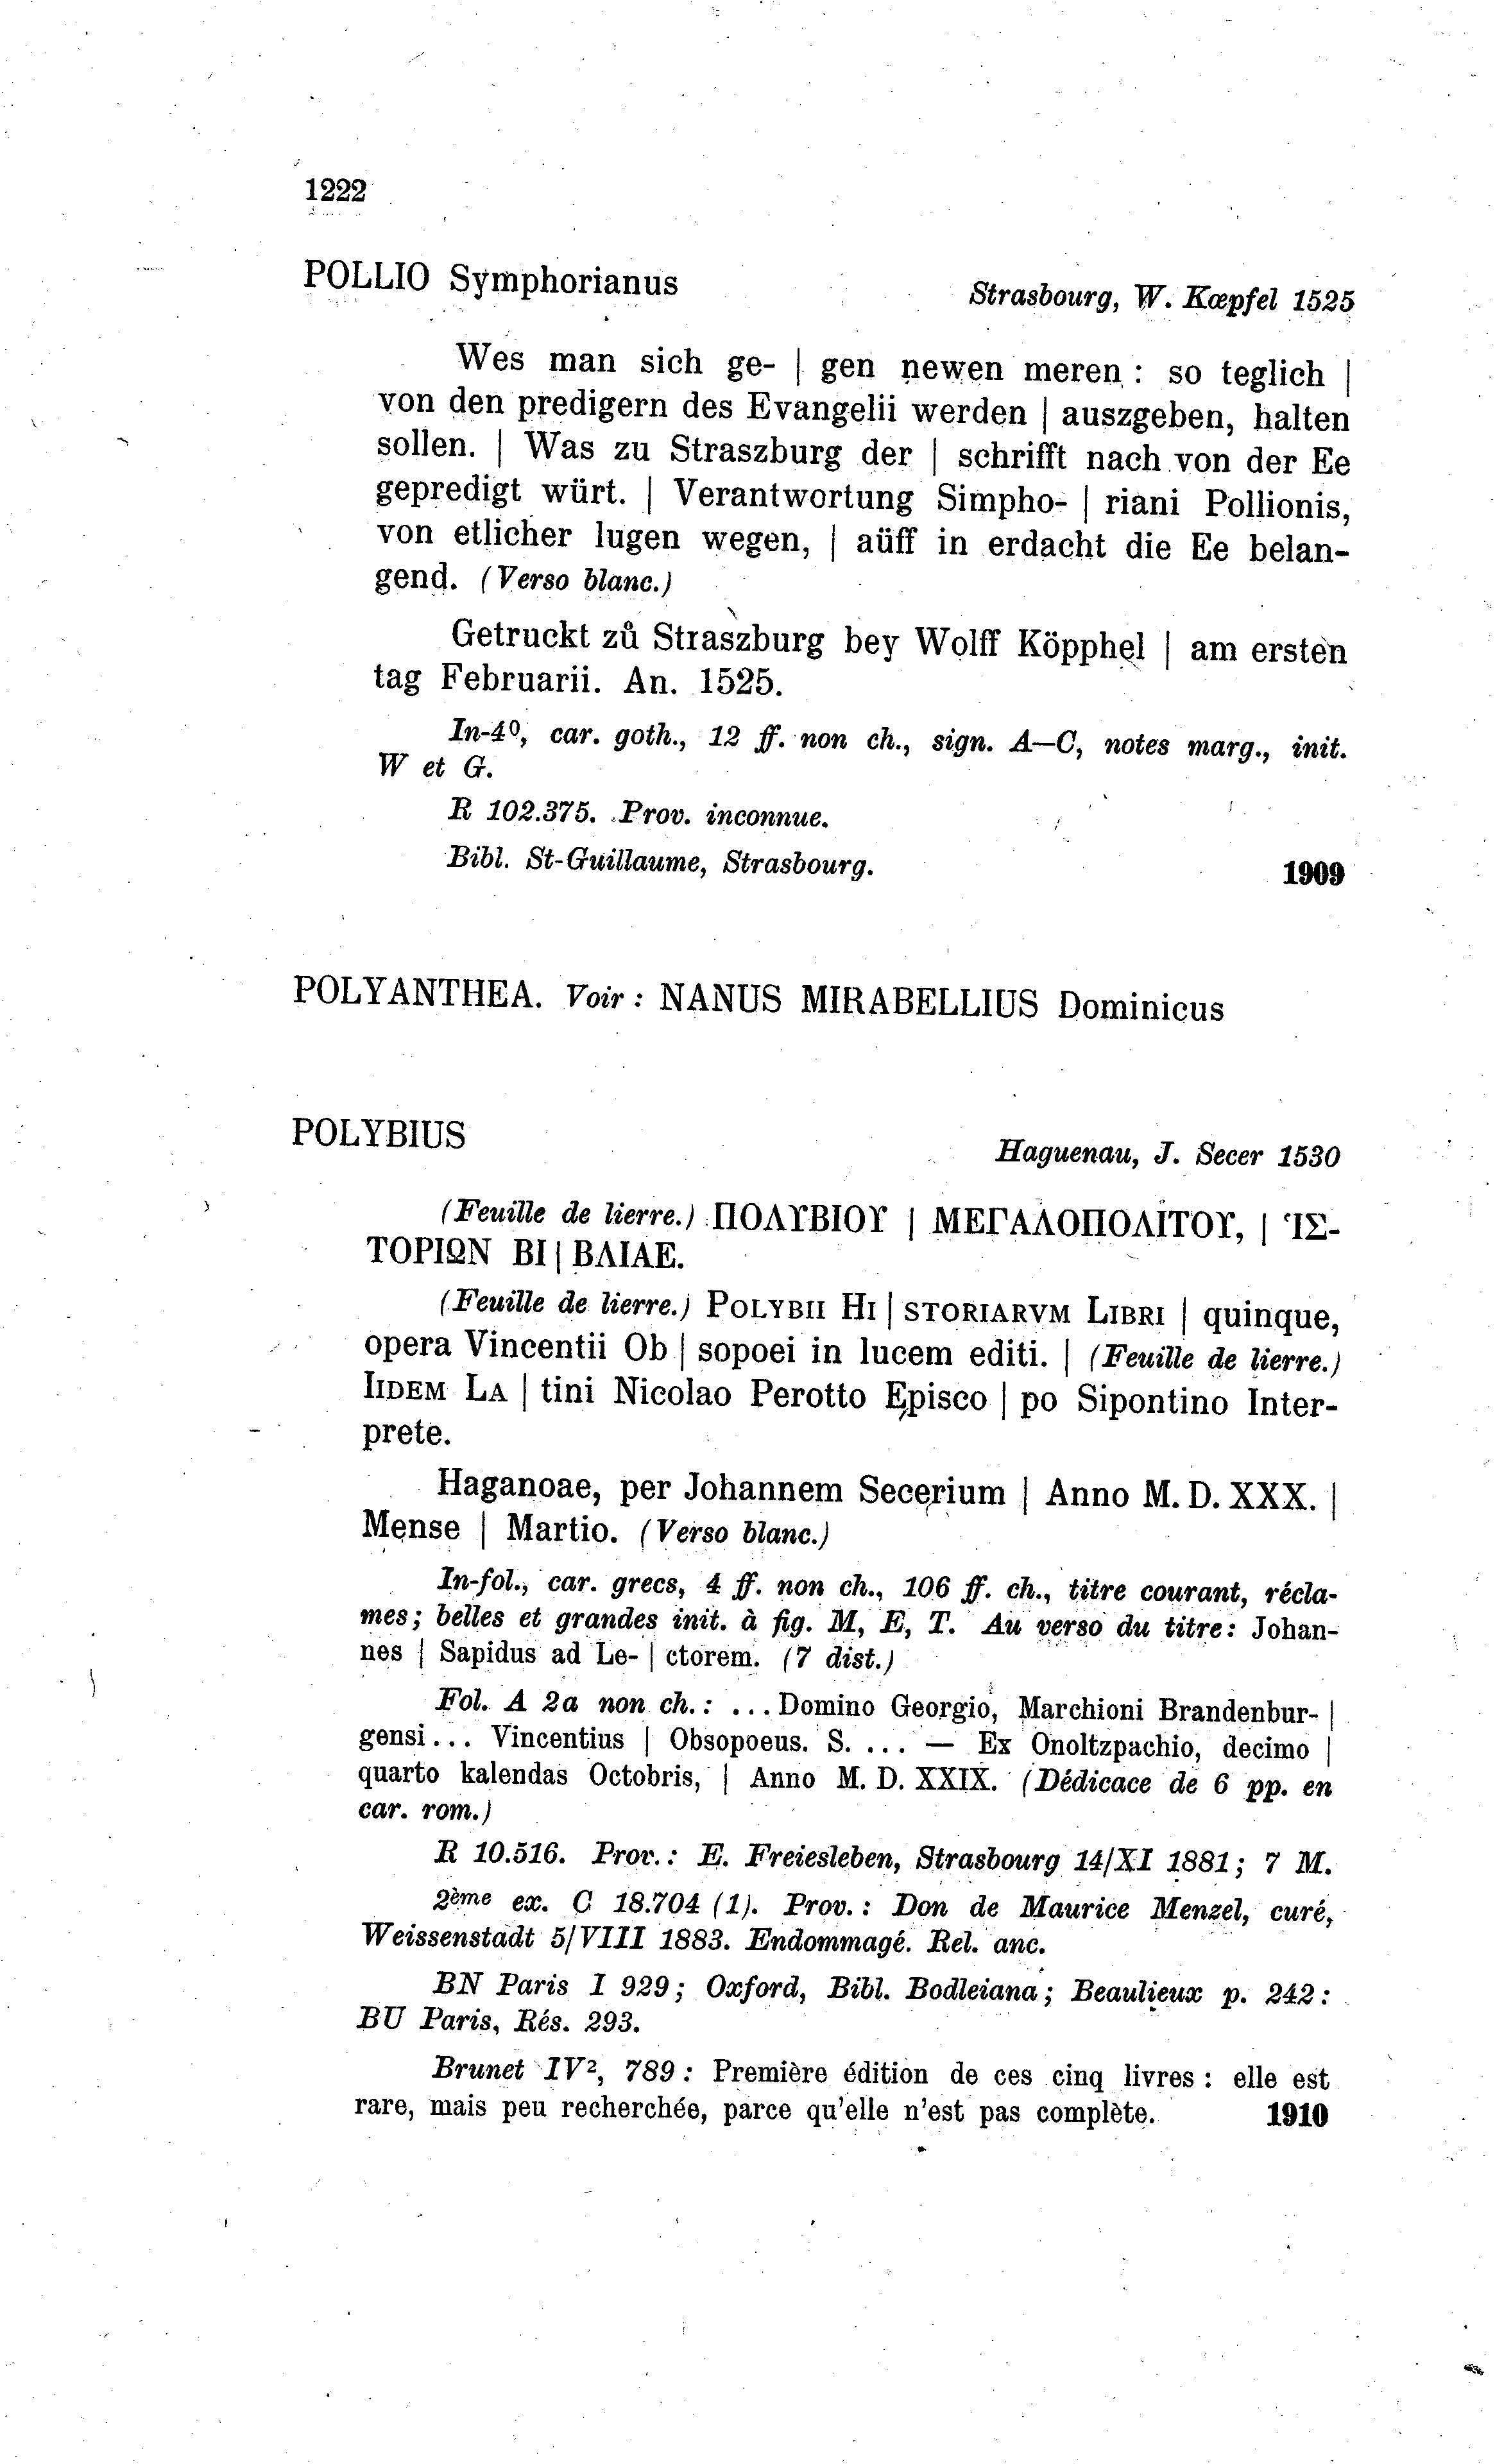 1222
POLLIO Symphorianus
Strasbourg, W. Kœpfel 1525
Wes man sich ge- | gen newen meren : so teglich |
von den predigern des Evangelii werden | auszgeben, halten
sollen. | Was zu Straszburg der | schrifft nach von der Ee
gepredigt würt. | Verantwortung Simpho- | riani Pollionis,
von etlicher lugen wegen, | aüff in erdacht die Ee belan-
gend. (Verso blanc.)
Getruckt zů Straszburg bey Wolff Köpphel | am ersten
tag Februarii. An. 1525.
In-4º, car. goth., 12 ff. non ch., sign. A—C, notes marg., init.
W et G.
R 102.375. Prov. inconnue.
Bibl. St-Guillaume, Strasbourg.
1909
POLYANTHEA. Voir : NANUS MIRABELLIUS Dominicus
POLYBIUS
Haguenau, J. Secer 1530
(Feuille de lierre.) ΠΟΛΥΒΙΟΥ | ΜΕΓΑΛΟΠΟΛΊΤΟΥ, | ἹΣ-
ΤΟΡΙΩΝ ΒΙ | ΒΛΙΑΕ.
(Feuille de lierre.) POLYBII HI | STORIARVM LIBRI | quinque,
opera Vincentii Ob | sopoei in lucem editi. | (Feuille de lierre.)
IIDEM LA | tini Nicolao Perotto Episco | po Sipontino Inter-
prete.
Haganoae, per Johannem Secerium | Anno M. D. XXX. |
Mense | Martio. (Verso blanc.)
In-fol., car. grecs, 4 ff. non ch., 106 ff. ch., titre courant, récla-
mes; belles et grandes init. à fig. M, E, T. Au verso du titre: Johan-
nes | Sapidus ad Le- | ctorem. (7 dist.)
Fol. A 2a non ch. : ... Domino Georgio, Marchioni Brandenbur- |
gensi... Vincentius | Obsopoeus. S. ... — Ex Onoltzpachio, decimo |
quarto kalendas Octobris, | Anno M. D. XXIX. (Dédicace de 6 pp. en
car. rom.)
R 10.516. Prov. : E. Freiesleben, Strasbourg 14/XI 1881; 7 M.
2ème ex. C 18.704 (1). Prov. : Don de Maurice Menzel, curé,
Weissenstadt 5/VIII 1883. Endommagé. Rel. anc.
BN Paris I 929; Oxford, Bibl. Bodleiana; Beaulieux p. 242 :
BU Paris, Rés. 293.
Brunet IV², 789 : Première édition de ces cinq livres : elle est
rare, mais peu recherchée, parce qu'elle n'est pas complète.
1910